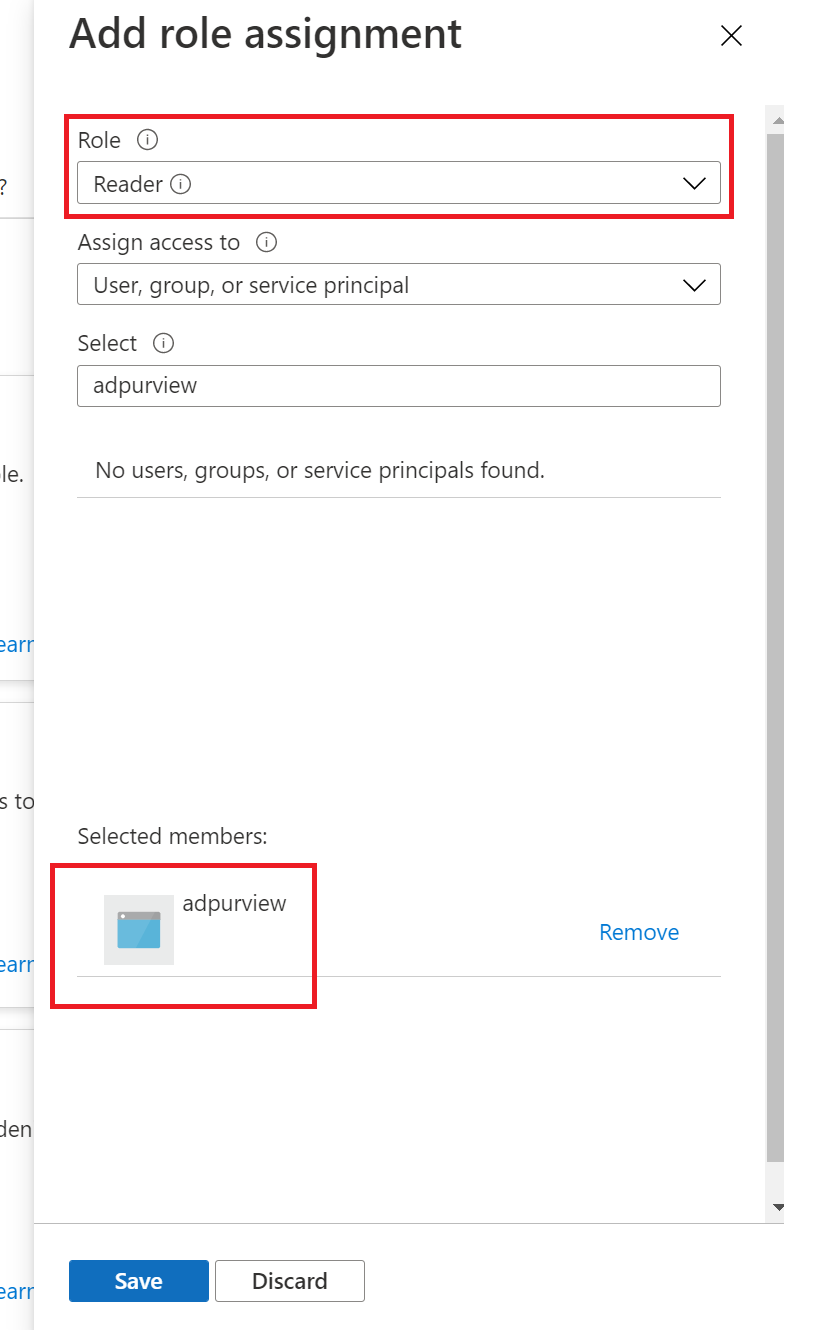 Add role assignment
Role
?
Reader
Assign access to
User, group, or service principal
Select
adpurview
le.
No users, groups, or service principals found.
earn
s to
Selected members:
adpurview
Remove
earn
den
Save
Discard
earn